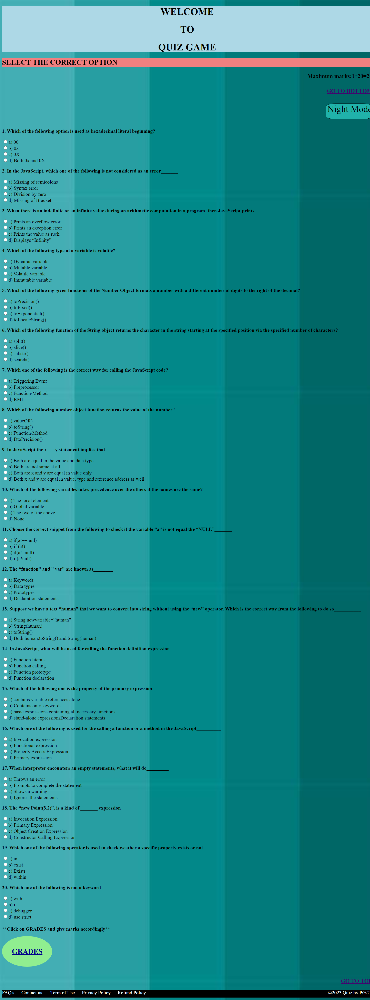 WELCOME
TO
QUIZ GAME
SELECT THE CORRECT OPTION
Maximum marks:1*20=20
GO TO BOTTOM
Night Mode
1. Which of the following option is used as hexadecimal literal beginning?
a) 00
b) 0x
c) 0X
d) Both 0x and 0X
2. In the JavaScript, which one of the following is not considered as an error_______
a) Missing of semicolons
b) Syntax error
c) Division by zero
d) Missing of Bracket
3. When there is an indefinite or an infinite value during an arithmetic computation in a program, then JavaScript prints____________
a) Prints an overflow error
b) Prints an exception error
c) Prints the value as such
d) Displays “Infinity”
4. Which of the following type of a variable is volatile?
a) Dynamic variable
b) Mutable variable
c) Volatile variable
d) Immutable variable
5. Which of the following given functions of the Number Object formats a number with a different number of digits to the right of the decimal?
a) toPrecision()
b) toFixed()
c) toExponential()
d) toLocaleString()
6. Which of the following function of the String object returns the character in the string starting at the specified position via the specified number of characters?
a) split()
b) slice()
c) substr()
d) search()
7. Which one of the following is the correct way for calling the JavaScript code?
a) Triggering Event
b) Preprocessor
c) Function/Method
d) RMI
8. Which of the following number object function returns the value of the number?
a) valueOf()
b) toString()
c) Function/Method
d) DtoPrecision()
9. In JavaScript the x===y statement implies that____________
a) Both are equal in the value and data type
b) Both are not same at all
c) Both are x and y are equal in value only
d) Both x and y are equal in value, type and reference address as well
10. Which of the following variables takes precedence over the others if the names are the same?
a) The local element
b) Global variable
c) The two of the above
d) None
11. Choose the correct snippet from the following to check if the variable “a” is not equal the “NULL”_______
a) if(a!==null)
b) if (a!)
c) if(a!=null)
d) if(a!null)
12. The “function” and ” var” are known as________
a) Keywords
b) Data types
c) Prototypes
d) Declaration statements
13. Suppose we have a text “human” that we want to convert into string without using the “new” operator. Which is the correct way from the following to do so___________
a) String newvariable=”human”
b) String(human)
c) toString()
d) Both human.toString() and String(human)
14. In JavaScript, what will be used for calling the function definition expression_______
a) Function literals
b) Function calling
c) Function prototype
d) Function declaration
15. Which of the following one is the property of the primary expression_________
a) contains variable references alone
b) Contains only keywords
c) basic expressions containing all necessary functions
d) stand-alone expressionsDeclaration statements
16. Which one of the following is used for the calling a function or a method in the JavaScript__________
a) Invocation expression
b) Functional expression
c) Property Access Expression
d) Primary expression
17. When interpreter encounters an empty statements, what it will do_________
a) Throws an error
b) Prompts to complete the statement
c) Shows a warning
d) Ignores the statements
18. The “new Point(3,2)”, is a kind of _______ expression
a) Invocation Expression
b) Primary Expression
c) Object Creation Expression
d) Constructor Calling Expression
19. Which one of the following operator is used to check weather a specific property exists or not__________
a) in
b) exist
c) Exists
d) within
20. Which one of the following is not a keyword__________
a) with
b) if
c) debugger
d) use strict
**Click on GRADES and give marks accordingly**
GRADES
GO TO TOP
FAQ's Contact us Term of Use Privacy Policy Refund Policy ©2023|Quiz by PG-2